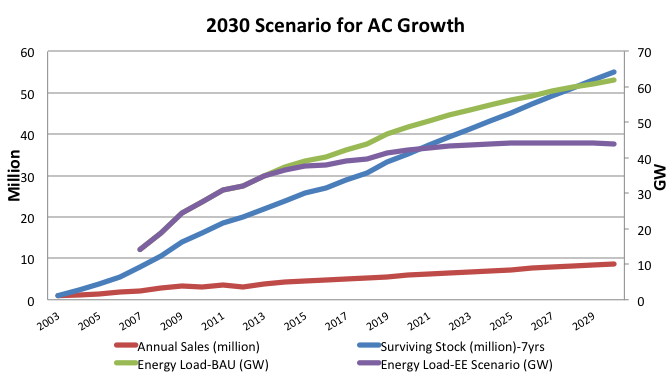 2030 Scenario for AC Growth
60
50
40
30
20
10
0
Million
70
60
50
40
30
20
10
0
GW
2003 2005 2007 2009 2011 2013 2015 2017 2019 2021 2023 2025 2027 2029
Annual Sales (million) Surviving Stock (million)-7yrs
Energy Load-BAU (GW) Energy Load-EE Scenario (GW)